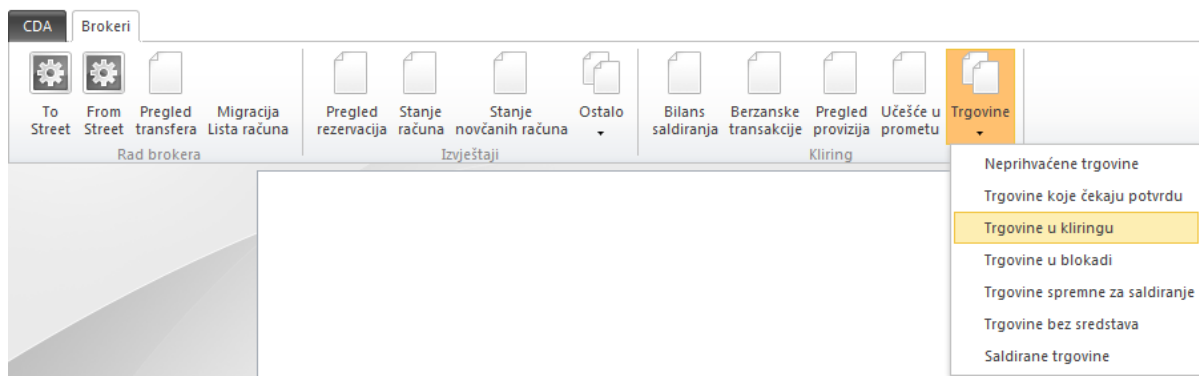 CDA Brokeri
To From Pregled Migracija Pregled Stanje Stanje Ostalo Bilans Berzanske Pregled Učešće u Trgovine
Street Street transfera Lista računa rezervacija računa novčanih računa saldiranja transakcije provizija prometu
Rad brokera Izvještaji Kliring
Neprihvaćene trgovine
Trgovine koje čekaju potvrdu
Trgovine u kliringu
Trgovine u blokadi
Trgovine spremne za saldiranje
Trgovine bez sredstava
Saldirane trgovine